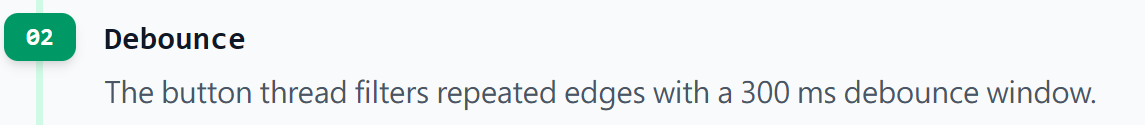 02
Debounce
The button thread filters repeated edges with a 300 ms debounce window.